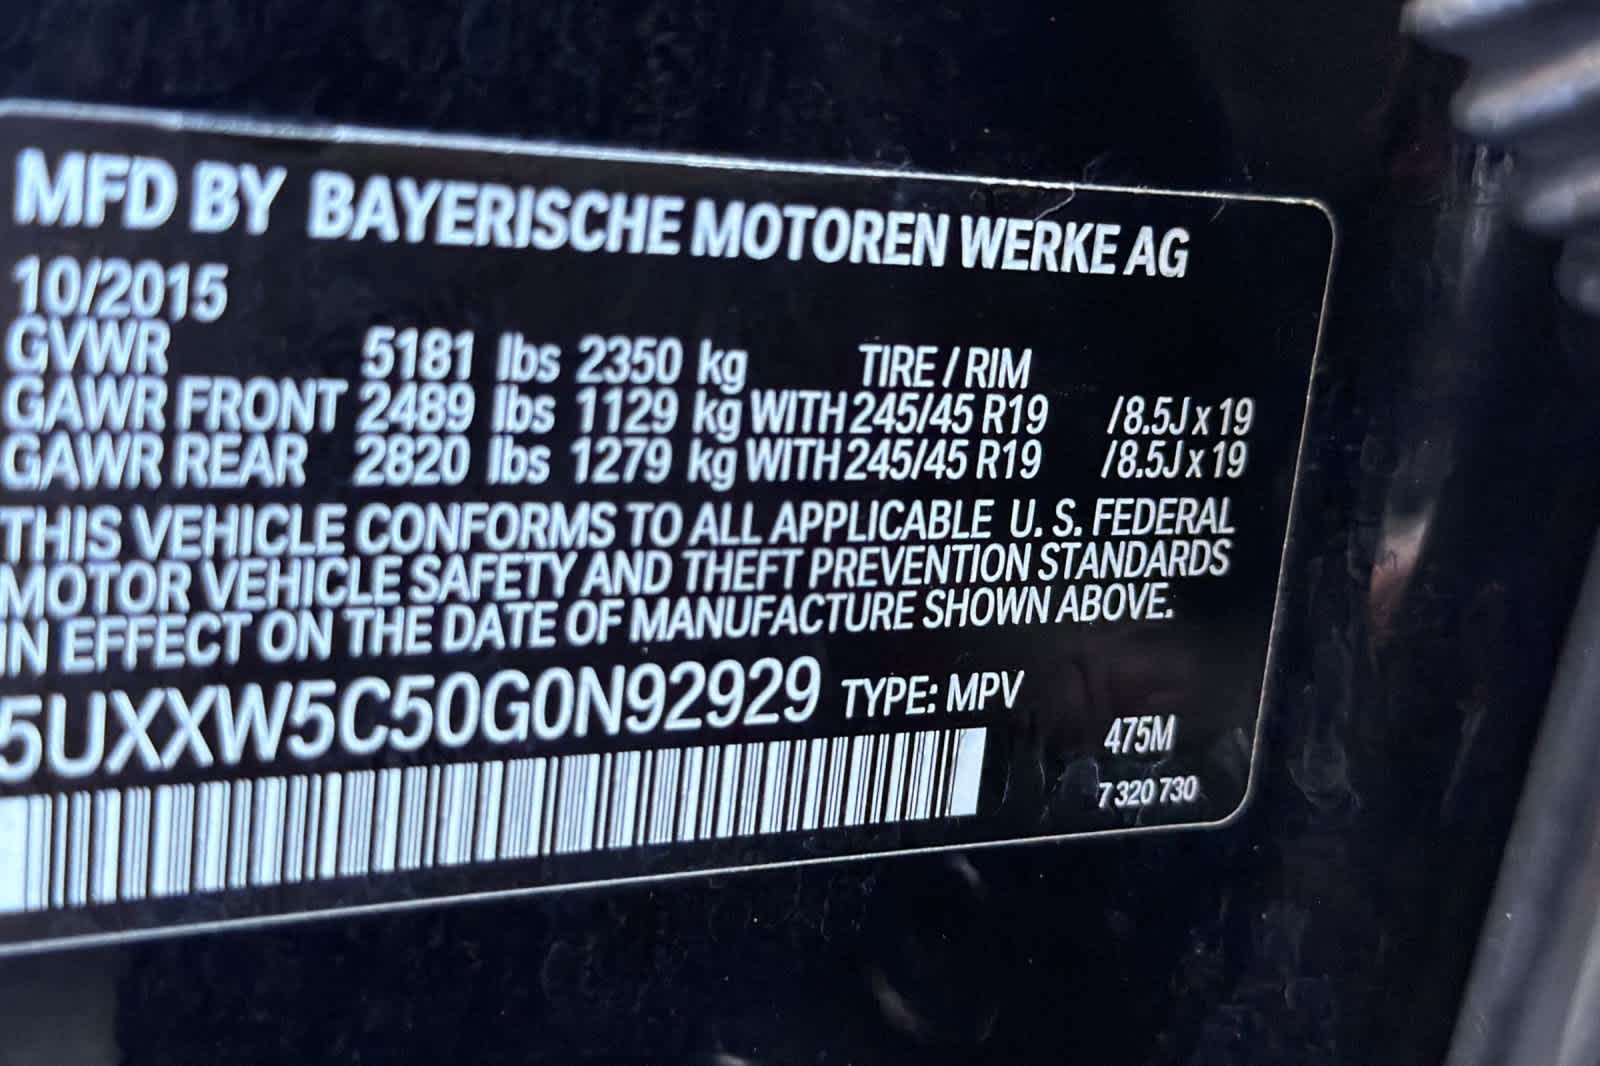 MFD BY BAYERISCHE MOTOREN WERKE AG
10/2015
GVWR 5181 lbs 2350 kg TIRE / RIM
GAWR FRONT 2489 lbs 1129 kg WITH 245/45 R19 /8.5J x 19
GAWR REAR 2820 lbs 1279 kg WITH 245/45 R19 /8.5J x 19
THIS VEHICLE CONFORMS TO ALL APPLICABLE U. S. FEDERAL
MOTOR VEHICLE SAFETY AND THEFT PREVENTION STANDARDS
IN EFFECT ON THE DATE OF MANUFACTURE SHOWN ABOVE.
5UXXW5C50G0N92929 TYPE: MPV
475M
7 320 730